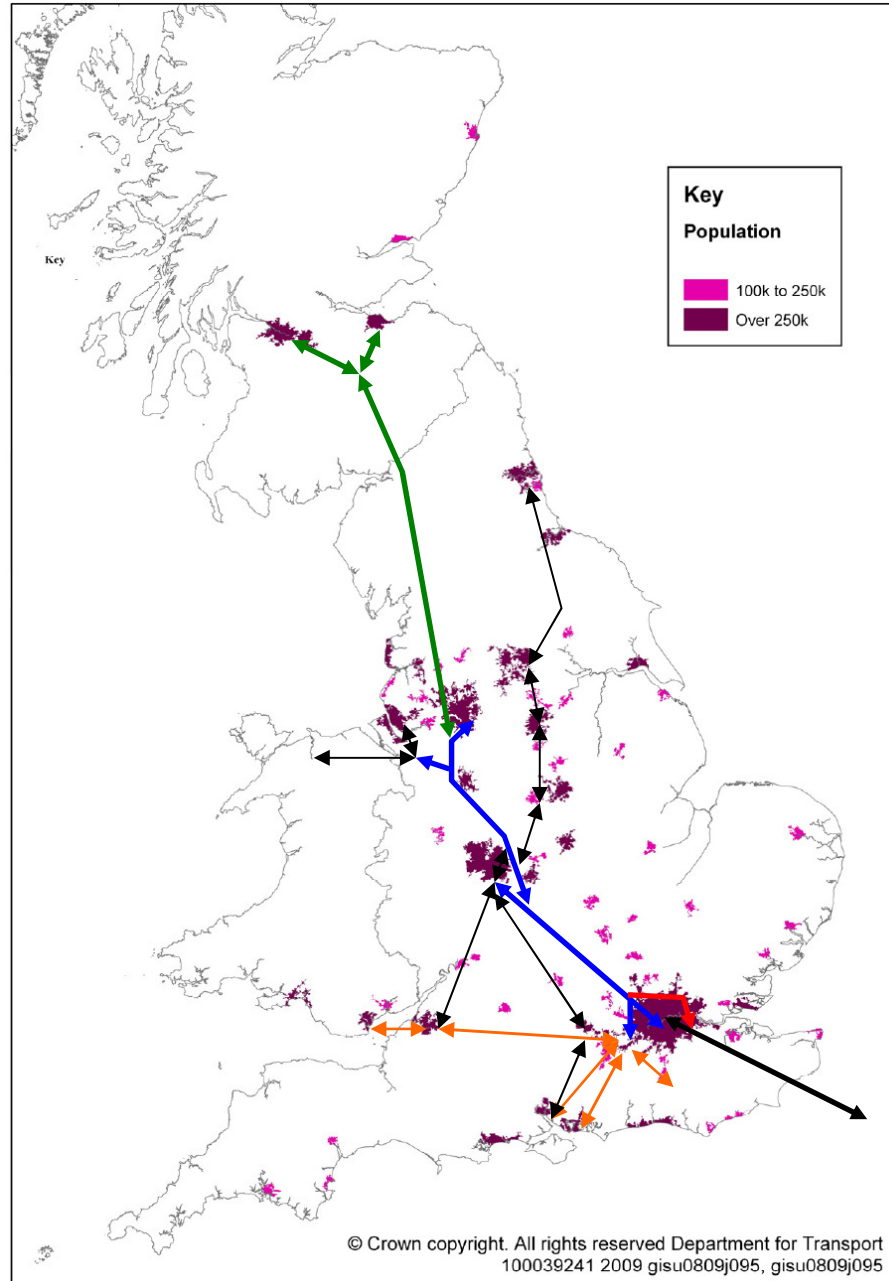 Key
Population
Key
100k to 250k
Over 250k
© Crown copyright. All rights reserved Department for Transport
100039241 2009 gisu0809j095, gisu0809j095